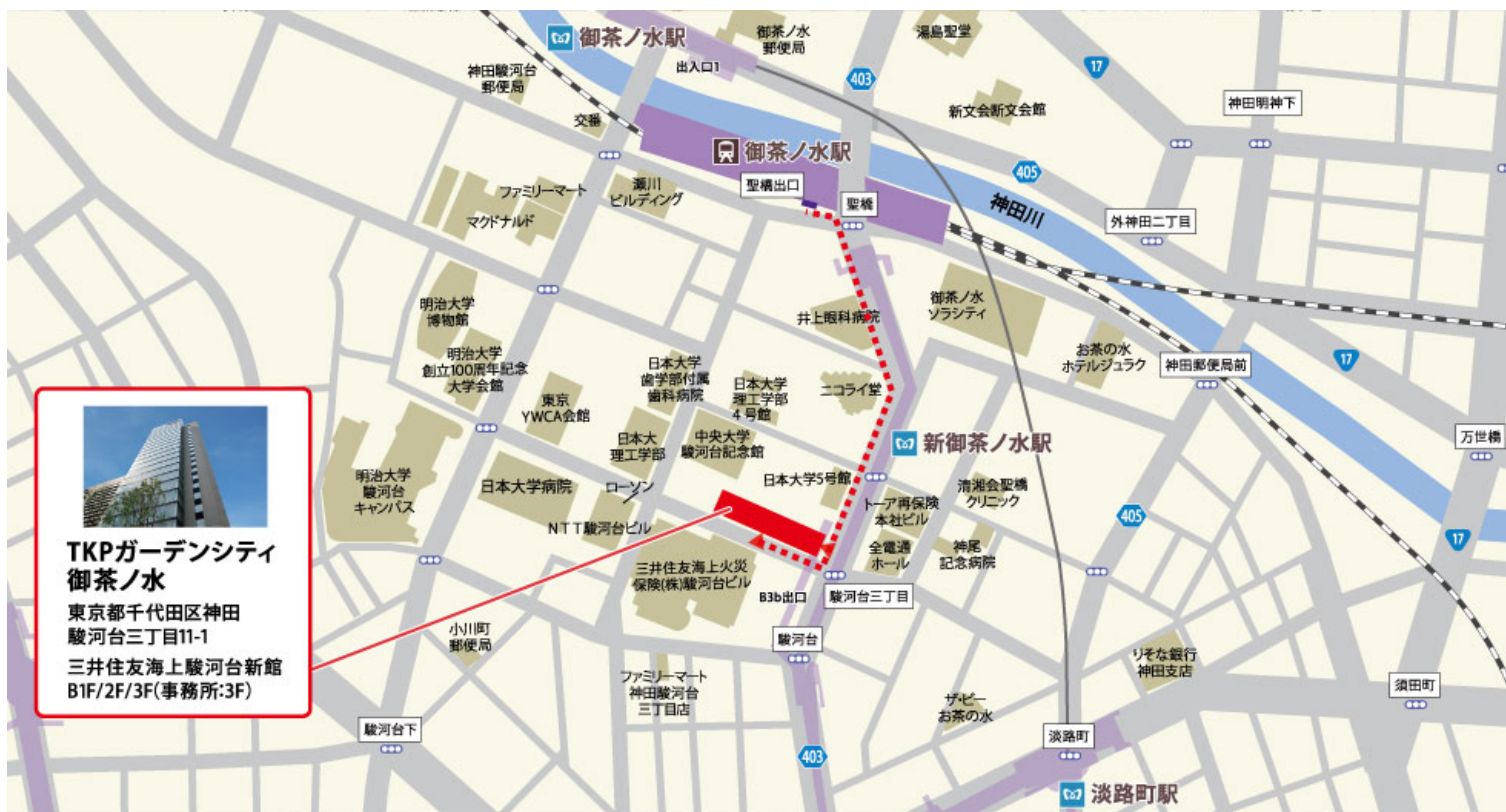 御茶ノ水駅
出入口1
御茶ノ水
郵便局
湯島聖堂
17
403
神田駿河台
郵便局
交番
新文会新文会館
神田明神下
御茶ノ水駅
聖橋出口
聖橋
405
神田川
外神田二丁目
ファミリーマート
マクドナルド
瀬川
ビルディング
明治大学
博物館
井上眼科病院
御茶ノ水
ソラシティ
お茶の水
ホテルジュラク
神田郵便局前
17
明治大学
創立100周年記念
大学会館
東京
YWCA会館
日本大学
歯学部付属
歯科病院
日本大学
理工学部
4号館
ニコライ堂
日本大
理工学部
中央大学
駿河台記念館
新御茶ノ水駅
万世橋
明治大学
駿河台
キャンパス
日本大学病院
ローソン
日本大学5号館
トーア再保険
本社ビル
清湘会聖橋
クリニック
405
17
NTT駿河台ビル
全電通
ホール
神尾
記念病院
三井住友海上火災
保険(株)駿河台ビル
B3b出口
駿河台三丁目
TKPガーデンシティ
御茶ノ水
東京都千代田区神田
駿河台三丁目11-1
三井住友海上駿河台新館
B1F/2F/3F(事務所:3F)
小川町
郵便局
駿河台
りそな銀行
神田支店
ファミリーマート
神田駿河台
三丁目店
須田町
ザ・ビー
お茶の水
駿河台下
淡路町
403
淡路町駅